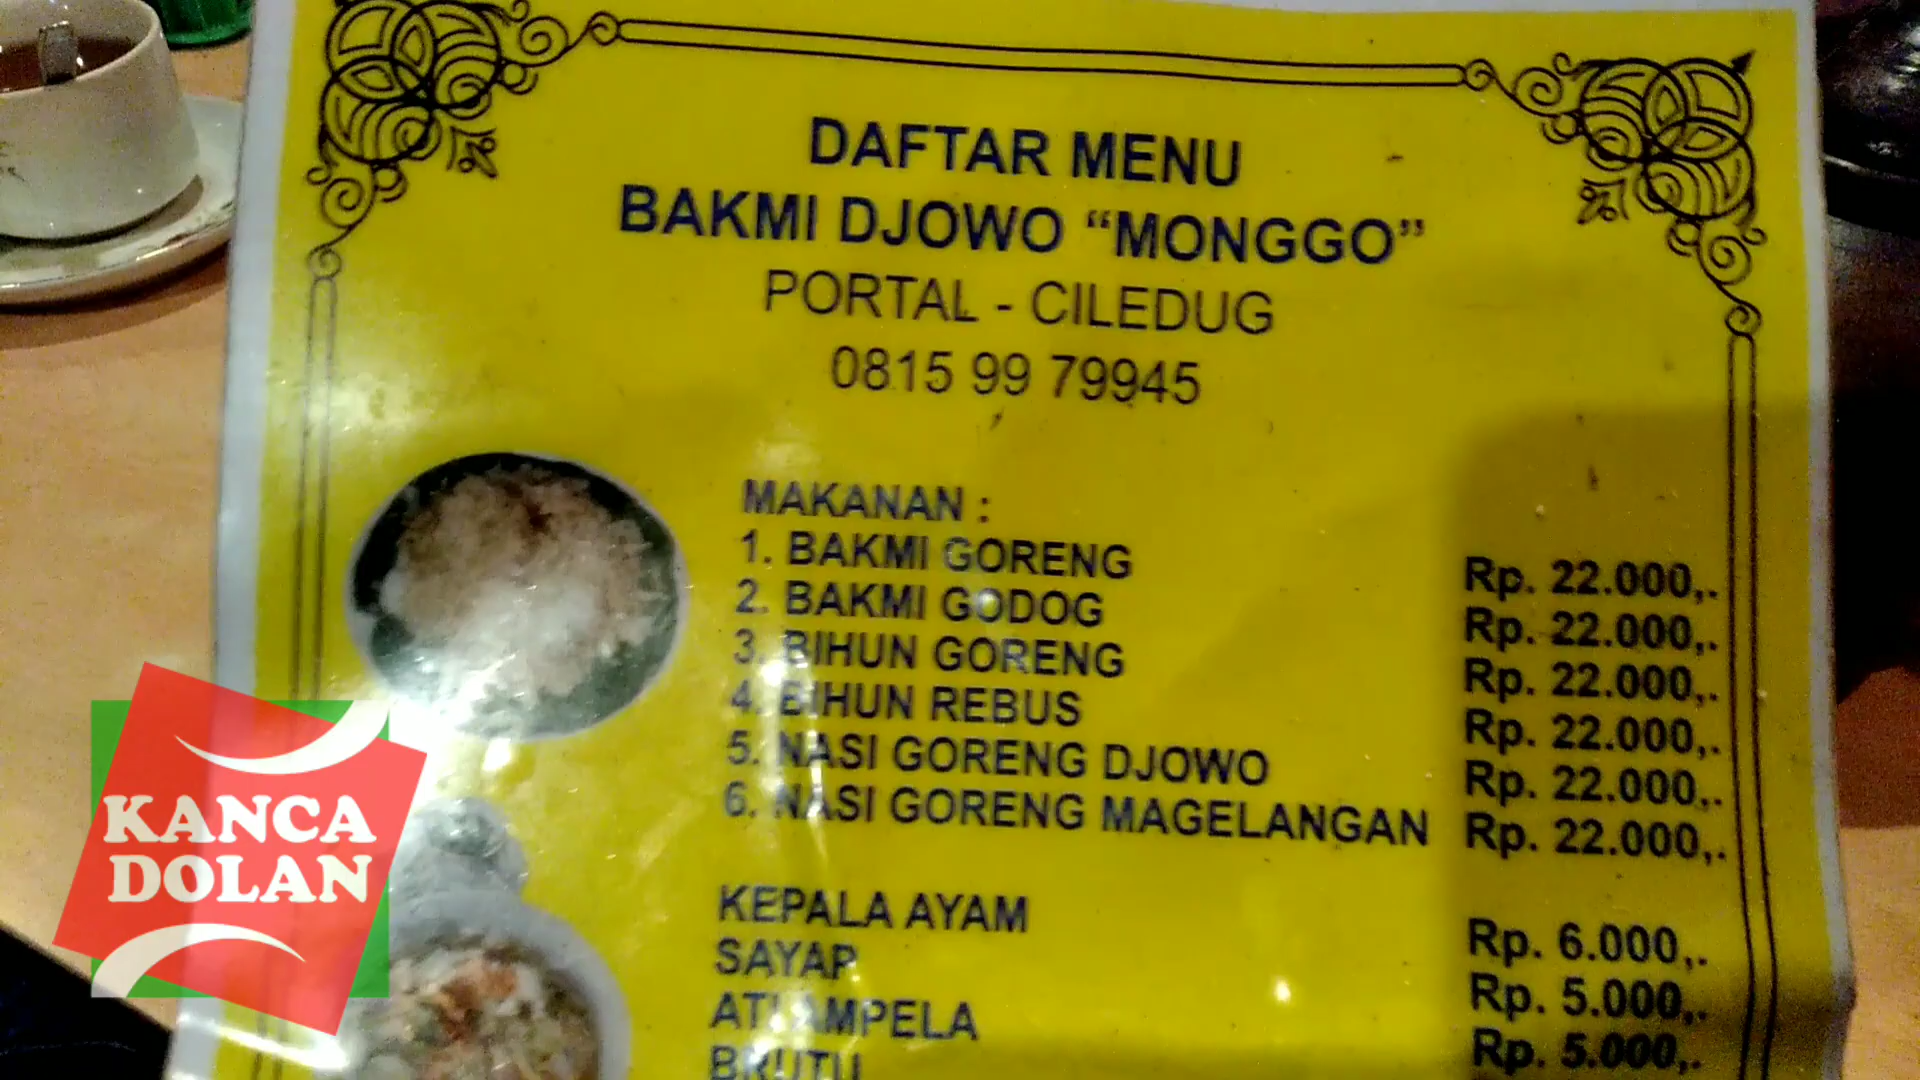 DAFTAR MENU
BAKMI DJOWO “MONGGO”
PORTAL - CILEDUG
0815 99 79945
MAKANAN :
1. BAKMI GORENG Rp. 22.000,.
2. BAKMI GODOG Rp. 22.000,.
3. BIHUN GORENG Rp. 22.000,.
4. BIHUN REBUS Rp. 22.000,.
5. NASI GORENG DJOWO Rp. 22.000,.
6. NASI GORENG MAGELANGAN Rp. 22.000,.
KEPALA AYAM Rp. 6.000,.
SAYAP Rp. 5.000,.
ATI AMPELA Rp. 5.000,.
BRUTU
KANCA
DOLAN